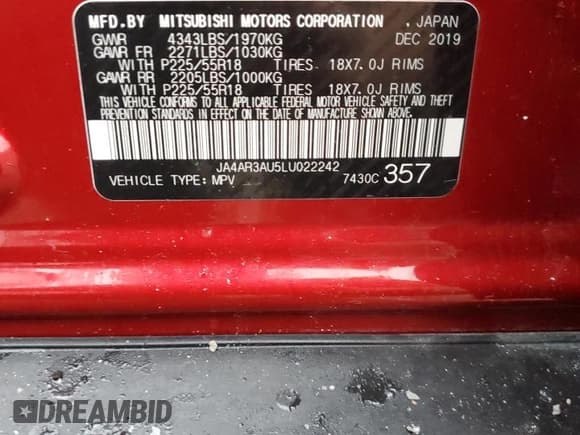 MFD.BY MITSUBISHI MOTORS CORPORATION , JAPAN
GVWR 4343LBS/1970KG DEC 2019
GAWR FR 2271LBS/1030KG
WITH P225/55R18 TIRES 18X7.0J RIMS
GAWR RR 2205LBS/1000KG
WITH P225/55R18 TIRES 18X7.0J RIMS
THIS VEHICLE CONFORMS TO ALL APPLICABLE FEDERAL MOTOR VEHICLE SAFETY AND THEFT
PREVENTION STANDARDS IN EFFECT ON THE DATE OF MANUFACTURE SHOWN ABOVE.
JA4AR3AU5LU022242
VEHICLE TYPE: MPV 7430C 357
DREAMBID